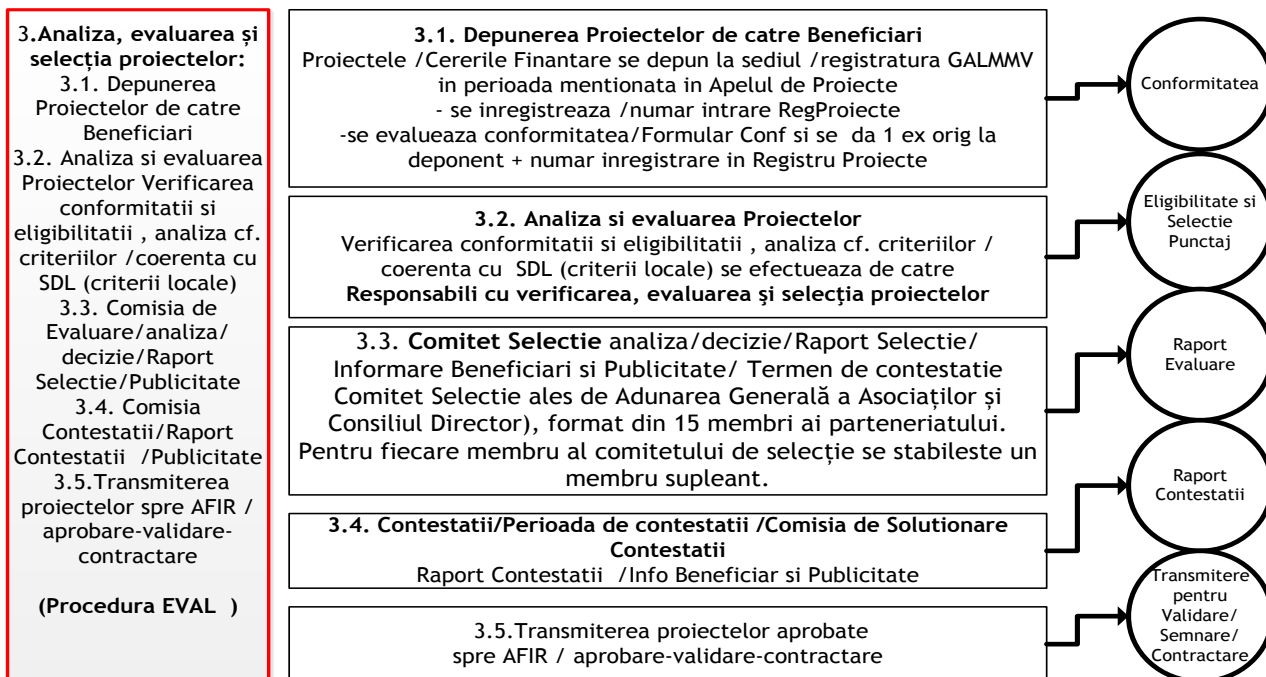 3.Analiza, evaluarea și
selecția proiectelor:
3.1. Depunerea
Proiectelor de catre
Beneficiari
3.2. Analiza si evaluarea
Proiectelor Verificarea
conformitatii si
eligibilitatii , analiza cf.
criteriilor /coerenta cu
SDL (criterii locale)
3.3. Comisia de
Evaluare/analiza/
decizie/Raport
Selectie/Publicitate
3.4. Comisia
Contestatii/Raport
Contestatii /Publicitate
3.5.Transmiterea
proiectelor spre AFIR /
aprobare-validare-
contractare
(Procedura EVAL )
3.1. Depunerea Proiectelor de catre Beneficiari
Proiectele /Cererile Finantare se depun la sediul /registratura GALMMV
in perioada mentionata in Apelul de Proiecte
- se inregistreaza /numar intrare RegProiecte
-se evalueaza conformitatea/Formular Conf si se da 1 ex orig la
deponent + numar inregistrare in Registru Proiecte
Conformitatea
3.2. Analiza si evaluarea Proiectelor
Verificarea conformitatii si eligibilitatii , analiza cf. criteriilor /
coerenta cu SDL (criterii locale) se efectueaza de catre
Responsabili cu verificarea, evaluarea şi selecţia proiectelor
Eligibilitate si
Selectie
Punctaj
3.3. Comitet Selectie analiza/decizie/Raport Selectie/
Informare Beneficiari si Publicitate/ Termen de contestatie
Comitet Selectie ales de Adunarea Generală a Asociaților și
Consiliul Director), format din 15 membri ai parteneriatului.
Pentru fiecare membru al comitetului de selecție se stabileste un
membru supleant.
Raport
Evaluare
3.4. Contestatii/Perioada de contestatii /Comisia de Solutionare
Contestatii
Raport Contestatii /Info Beneficiar si Publicitate
Raport
Contestatii
3.5.Transmiterea proiectelor aprobate
spre AFIR / aprobare-validare-contractare
Transmitere
pentru
Validare/
Semnare/
Contractare